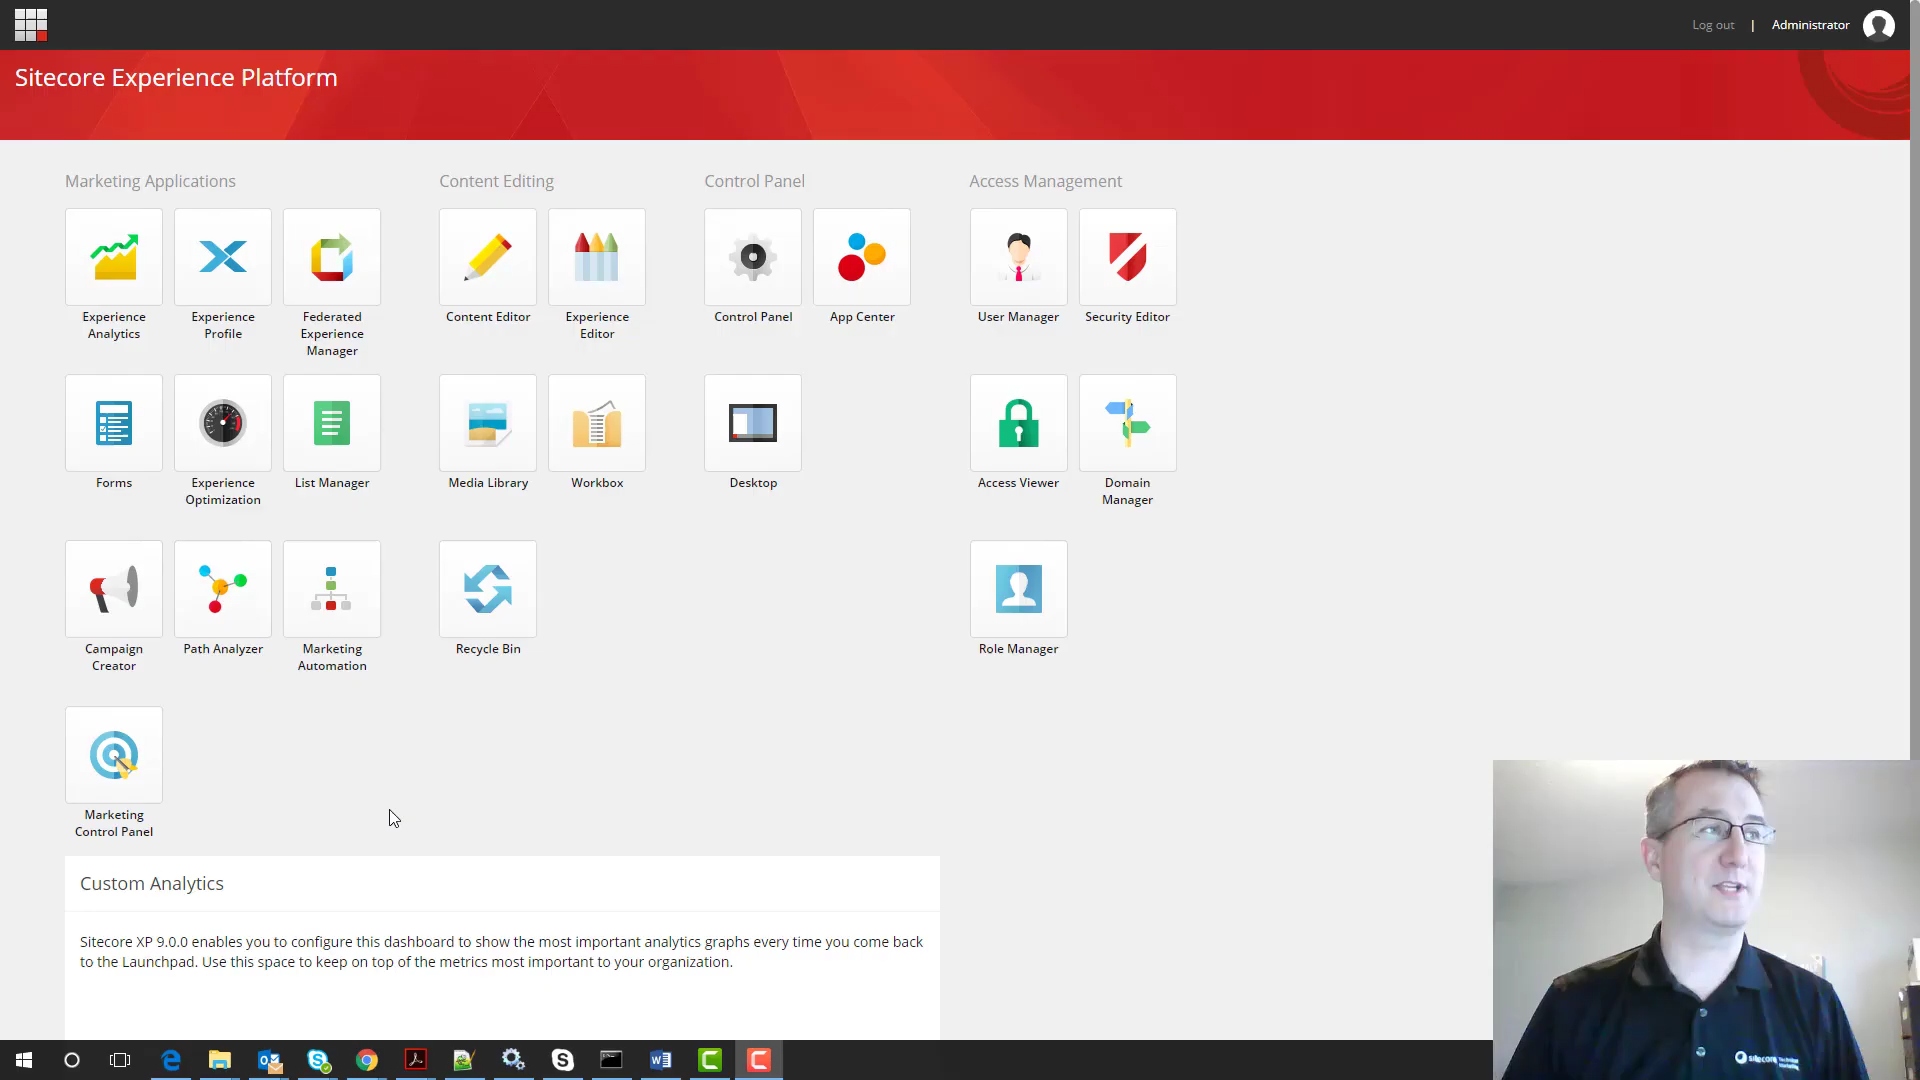 Log out | Administrator
Sitecore Experience Platform
Marketing Applications
Experience
Analytics
Experience
Profile
Federated
Experience
Manager
Forms
Experience
Optimization
List Manager
Campaign
Creator
Path Analyzer
Marketing
Automation
Marketing
Control Panel
Content Editing
Content Editor
Experience
Editor
Media Library
Workbox
Recycle Bin
Control Panel
Control Panel
App Center
Desktop
Access Management
User Manager
Security Editor
Access Viewer
Domain
Manager
Role Manager
Custom Analytics
Sitecore XP 9.0.0 enables you to configure this dashboard to show the most important analytics graphs every time you come back
to the Launchpad. Use this space to keep on top of the metrics most important to your organization.
sitecore